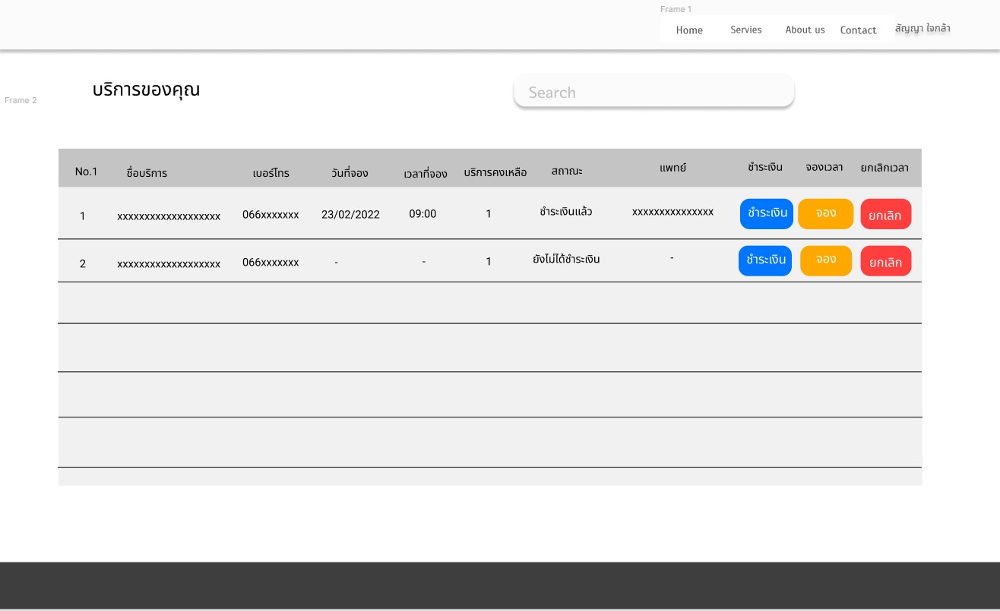 Frame 1
Home Servies About us Contact สัญญา ใจกล้า
บริการของคุณ Search
Frame 2
No.1 ชื่อบริการ เบอร์โทร วันที่จอง เวลาที่จอง บริการคงเหลือ สถาณะ แพทย์ ชำระเงิน จองเวลา ยกเลิกเวลา
1 xxxxxxxxxxxxxxxxxxx 066xxxxxxx 23/02/2022 09:00 1 ชำระเงินแล้ว xxxxxxxxxxxxxxx ชำระเงิน จอง ยกเลิก
2 xxxxxxxxxxxxxxxxxxx 066xxxxxxx - - 1 ยังไม่ได้ชำระเงิน - ชำระเงิน จอง ยกเลิก